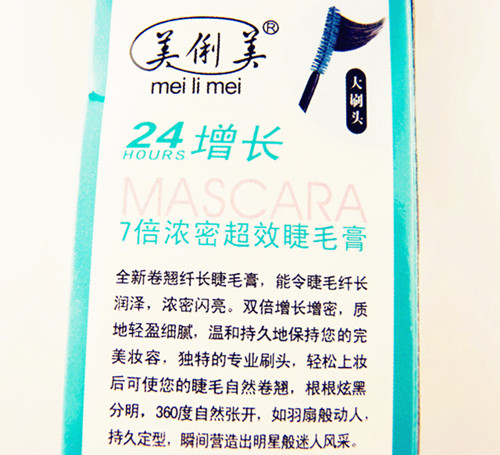 美俐美®
mei li mei
大刷头
24 HOURS 增长
MASCARA
7倍浓密超效睫毛膏
全新卷翘纤长睫毛膏，能令睫毛纤长
润泽，浓密闪亮。双倍增长增密，质
地轻盈细腻，温和持久地保持您的完
美妆容，独特的专业刷头，轻松上妆
后可使您的睫毛自然卷翘，根根炫黑
分明，360度自然张开，如羽扇般动人，
持久定型，瞬间营造出明星般迷人风采。